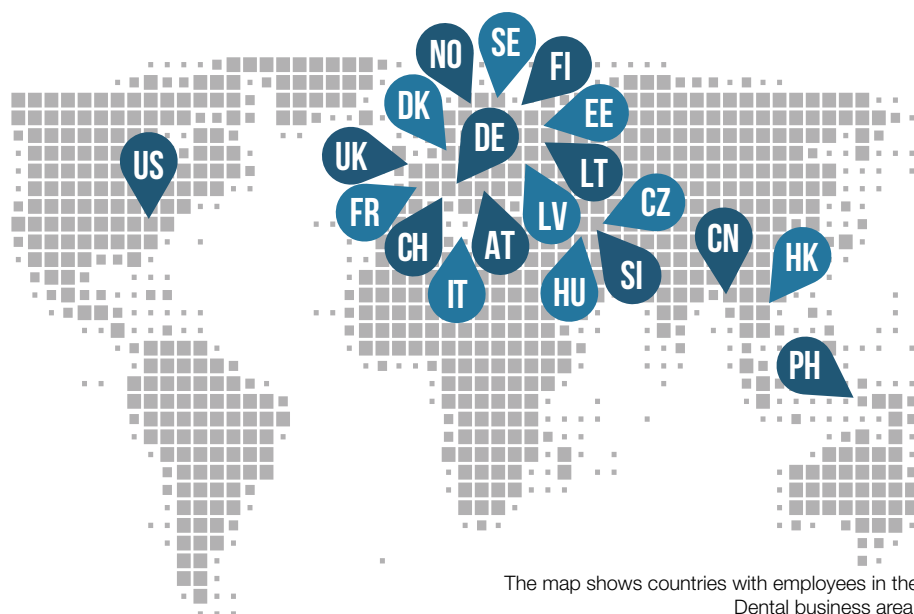 NO
SE
FI
DK
EE
DE
UK
US
LT
FR
LV
CZ
CH
AT
CN
HK
IT
HU
SI
PH
The map shows countries with employees in the
Dental business area